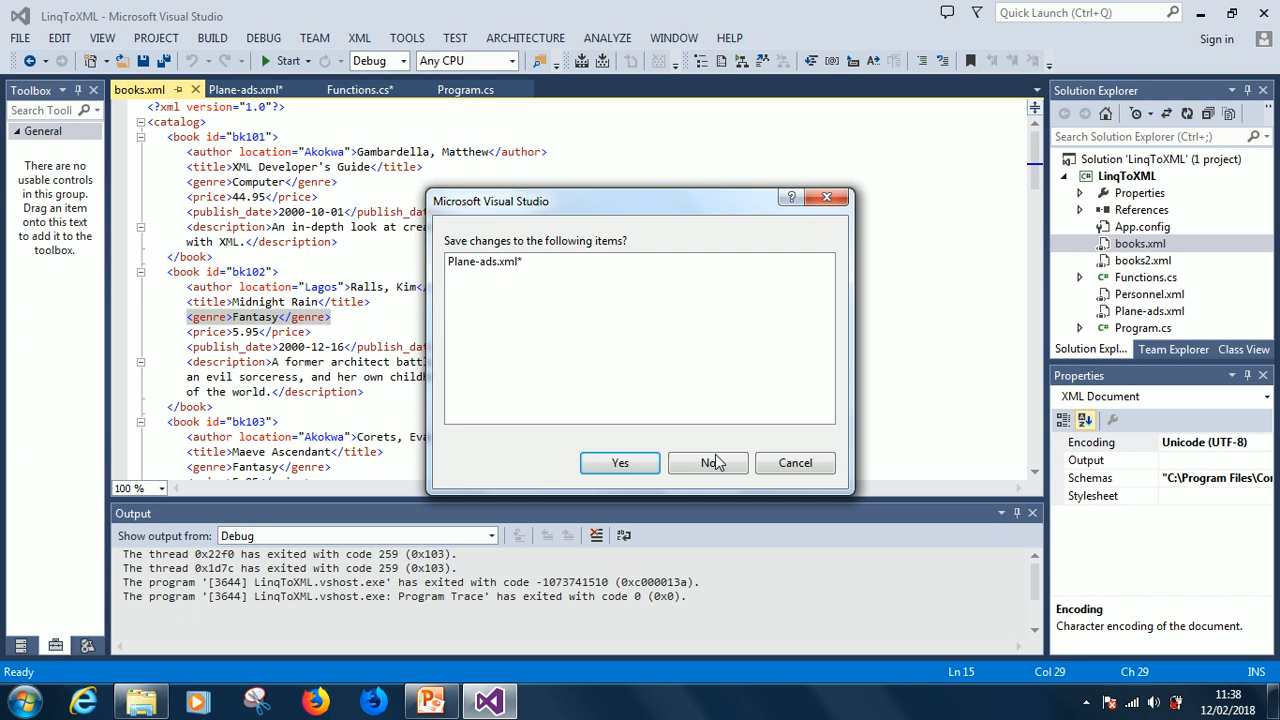 LinqToXML - Microsoft Visual Studio
Quick Launch (Ctrl+Q)
FILE EDIT VIEW PROJECT BUILD DEBUG TEAM XML TOOLS TEST ARCHITECTURE ANALYZE WINDOW HELP
Sign in
Start Debug Any CPU
Toolbox
Search Tooll
General
There are no
usable controls
in this group.
Drag an item
onto this text
to add it to the
toolbox.
books.xml Plane-ads.xml* Functions.cs* Program.cs
<?xml version="1.0"?>
<catalog>
<book id="bk101">
<author location="Akokwa">Gambardella, Matthew</author>
<title>XML Developer's Guide</title>
<genre>Computer</genre>
<price>44.95</price>
<publish_date>2000-10-01</publish_da
<description>An in-depth look at crea
with XML.</description>
</book>
<book id="bk102">
<author location="Lagos">Ralls, Kim<
<title>Midnight Rain</title>
<genre>Fantasy</genre>
<price>5.95</price>
<publish_date>2000-12-16</publish_da
<description>A former architect battl
an evil sorceress, and her own childh
of the world.</description>
</book>
<book id="bk103">
<author location="Akokwa">Corets, Eva
<title>Maeve Ascendant</title>
<genre>Fantasy</genre>
100 %
Microsoft Visual Studio
Save changes to the following items?
Plane-ads.xml*
Yes No Cancel
Output
Show output from: Debug
The thread 0x22f0 has exited with code 259 (0x103).
The thread 0x1d7c has exited with code 259 (0x103).
The program '[3644] LinqToXML.vshost.exe' has exited with code -1073741510 (0xc000013a).
The program '[3644] LinqToXML.vshost.exe: Program Trace' has exited with code 0 (0x0).
Solution Explorer
Search Solution Explorer (Ctrl+;)
Solution 'LinqToXML' (1 project)
LinqToXML
Properties
References
App.config
books.xml
books2.xml
Functions.cs
Personnel.xml
Plane-ads.xml
Program.cs
Solution Expl... Team Explorer Class View
Properties
XML Document
Encoding Unicode (UTF-8)
Output
Schemas "C:\Program Files\Co
Stylesheet
Encoding
Character encoding of the document.
Ready Ln 15 Col 29 Ch 29 INS
11:38
12/02/2018